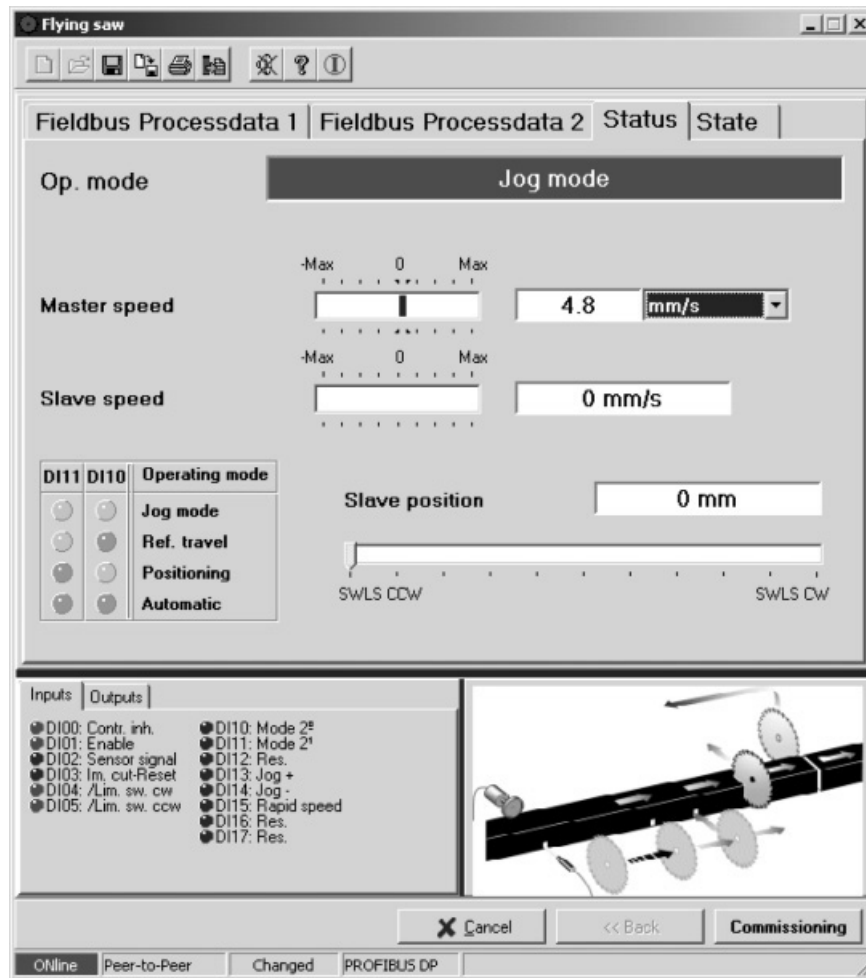 Flying saw
Fieldbus Processdata 1 Fieldbus Processdata 2 Status State
Op. mode Jog mode
-Max 0 Max
Master speed 4.8 mm/s
-Max 0 Max
Slave speed 0 mm/s
DI11 DI10 Operating mode
Jog mode
Ref. travel
Positioning
Automatic
Slave position 0 mm
SWLS CCW SWLS CW
Inputs Outputs
DI00: Contr. inh.
DI01: Enable
DI02: Sensor signal
DI03: Im. cut-Reset
DI04: /Lim. sw. cw
DI05: /Lim. sw. ccw
DI10: Mode 2⁰
DI11: Mode 2¹
DI12: Res.
DI13: Jog +
DI14: Jog -
DI15: Rapid speed
DI16: Res.
DI17: Res.
Cancel << Back Commissioning
ONline Peer-to-Peer Changed PROFIBUS DP